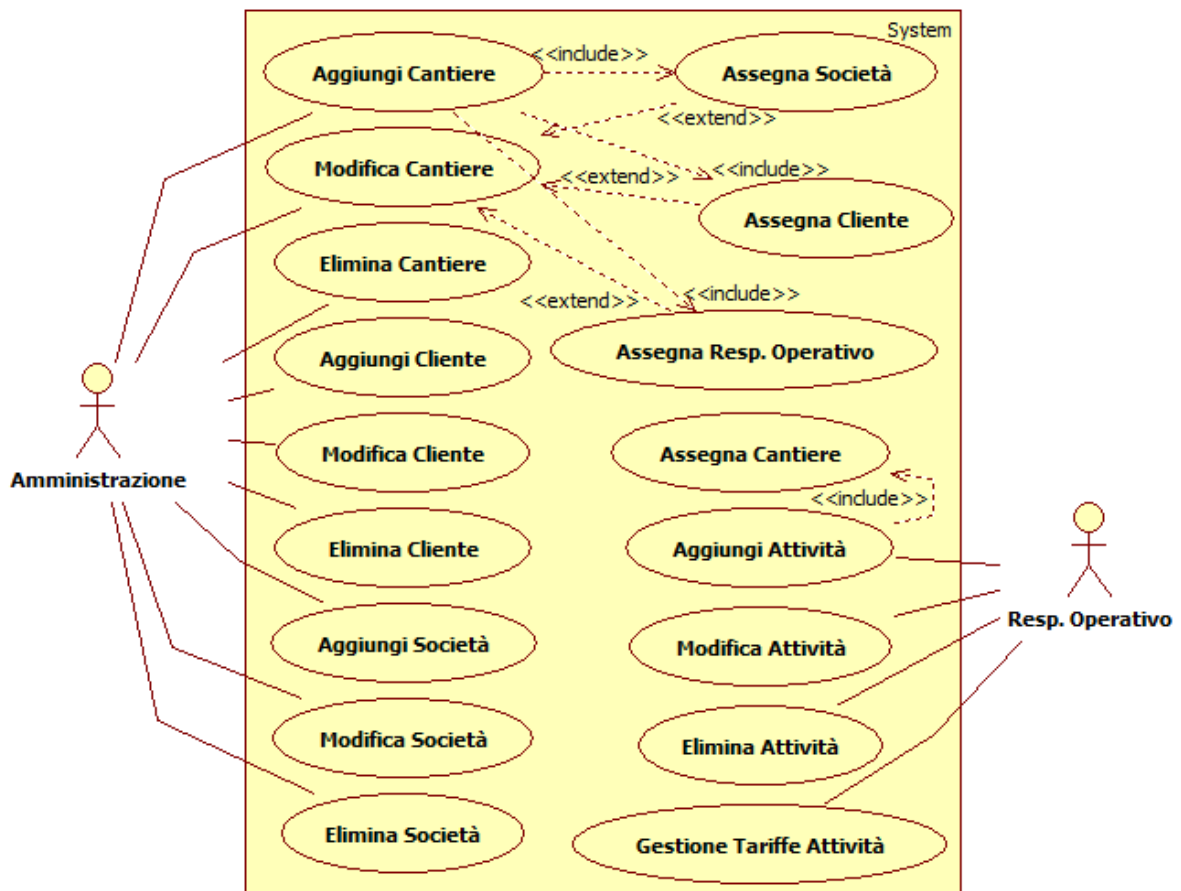 System
Aggiungi Cantiere
<<include>>
Assegna Società
<<extend>>
Modifica Cantiere
<<extend>>
<<include>>
Assegna Cliente
Elimina Cantiere
<<extend>>
<<include>>
Aggiungi Cliente
Assegna Resp. Operativo
Modifica Cliente
Assegna Cantiere
Amministrazione
<<include>>
Elimina Cliente
Aggiungi Attività
Resp. Operativo
Aggiungi Società
Modifica Attività
Modifica Società
Elimina Attività
Elimina Società
Gestione Tariffe Attività